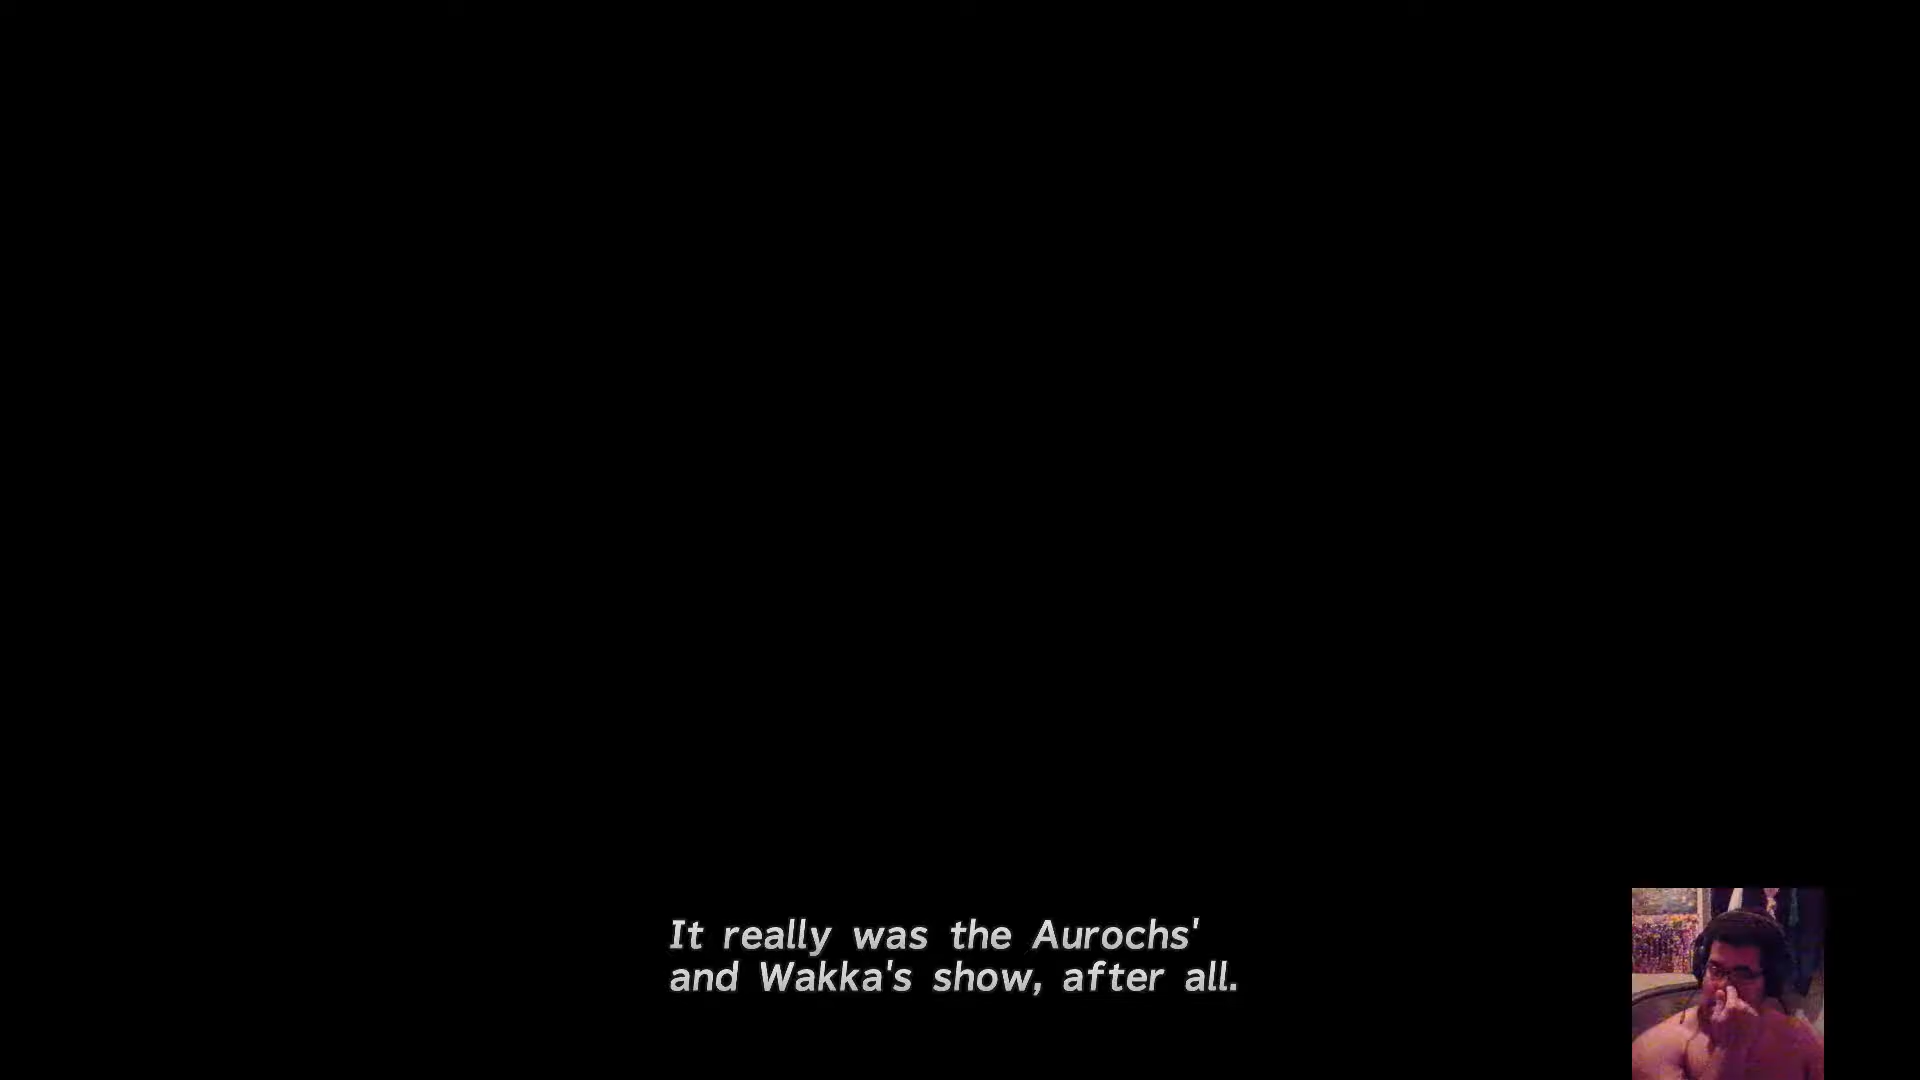 It really was the Aurochs'
and Wakka's show, after all.